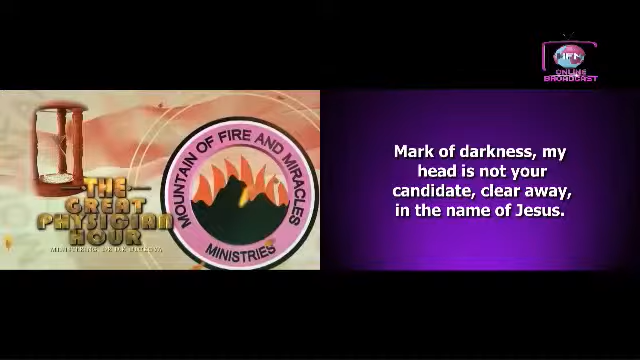 IFN
ONLINE
BROADCAST
THE
GREAT
PHYSICIAN
HOUR
MOUNTAIN OF FIRE AND MIRACLES
MINISTRIES
Mark of darkness, my
head is not your
candidate, clear away,
in the name of Jesus.